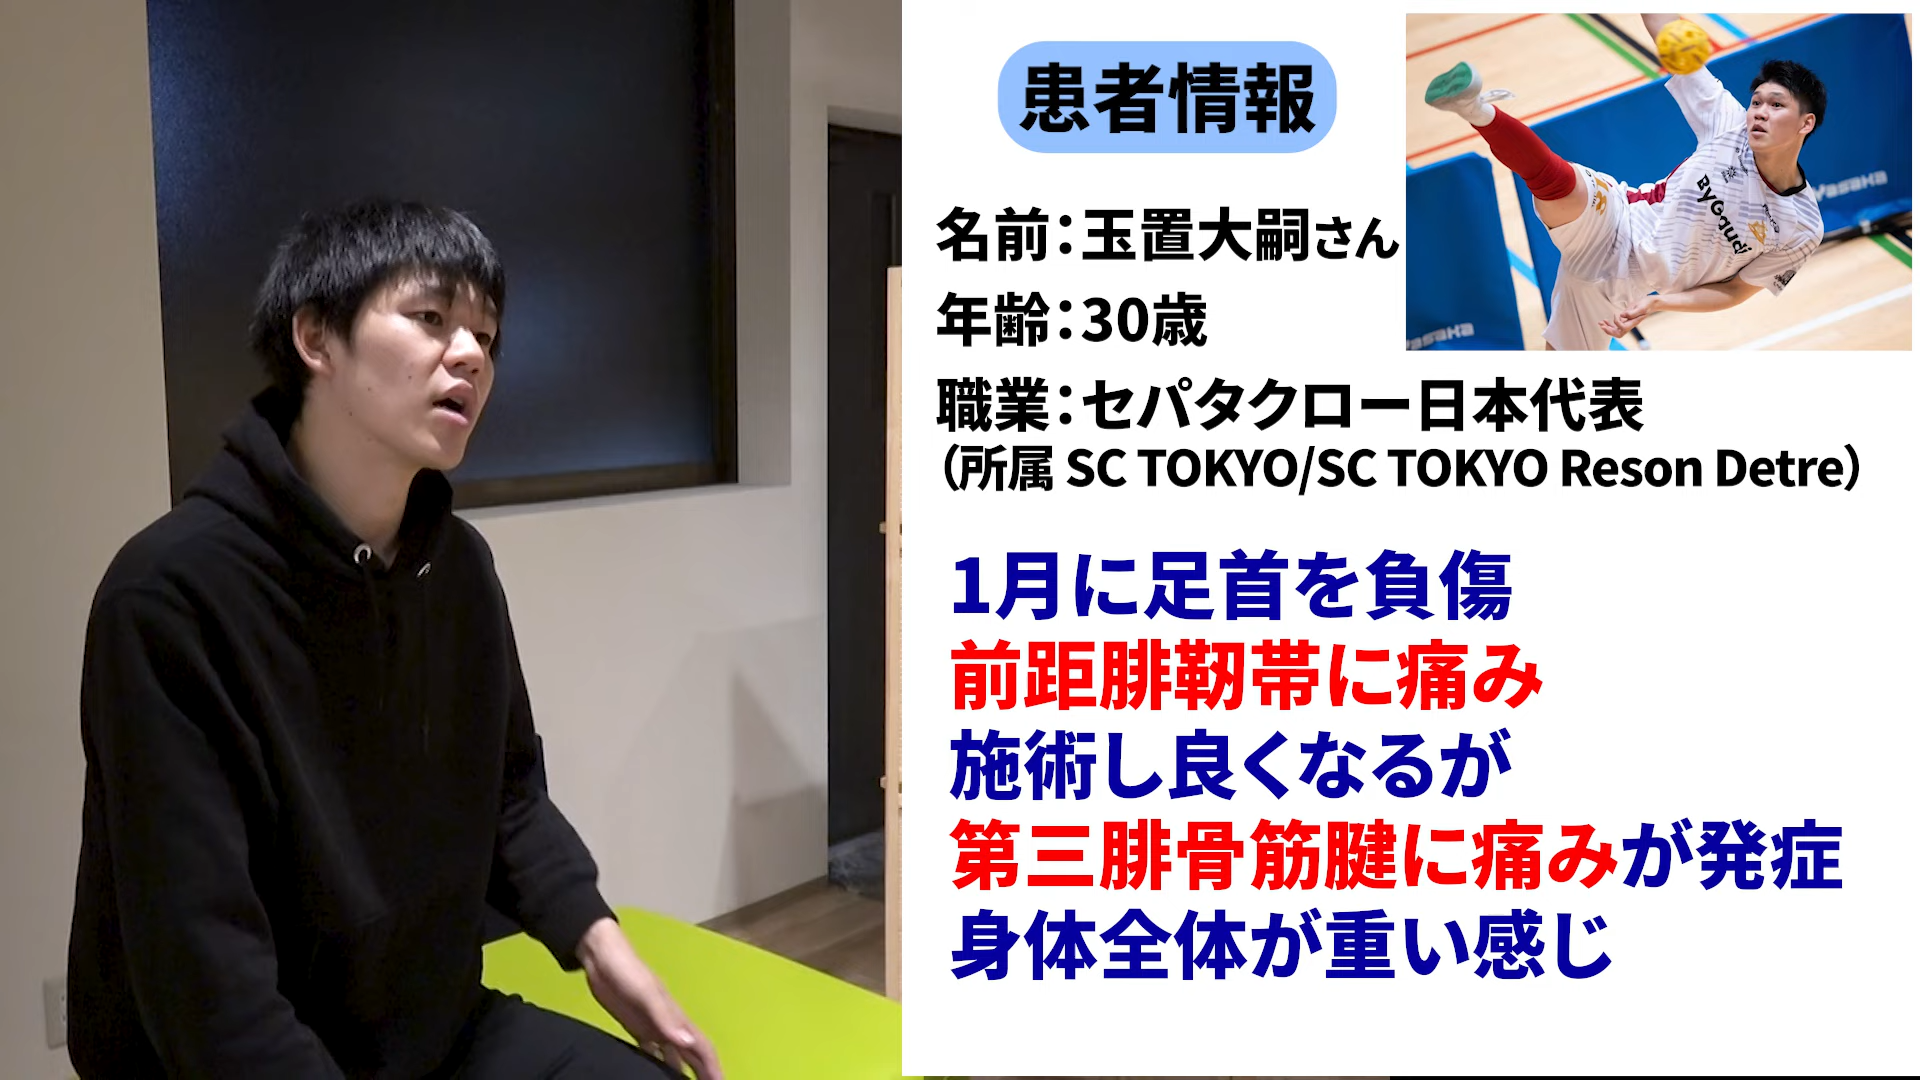 患者情報
名前：玉置大嗣さん
年齢：30歳
職業：セパタクロー日本代表
（所属 SC TOKYO/SC TOKYO Reson Detre）
1月に足首を負傷
前距腓靭帯に痛み
施術し良くなるが
第三腓骨筋腱に痛みが発症
身体全体が重い感じ
ByGaudi
Yasaka
Yasaka